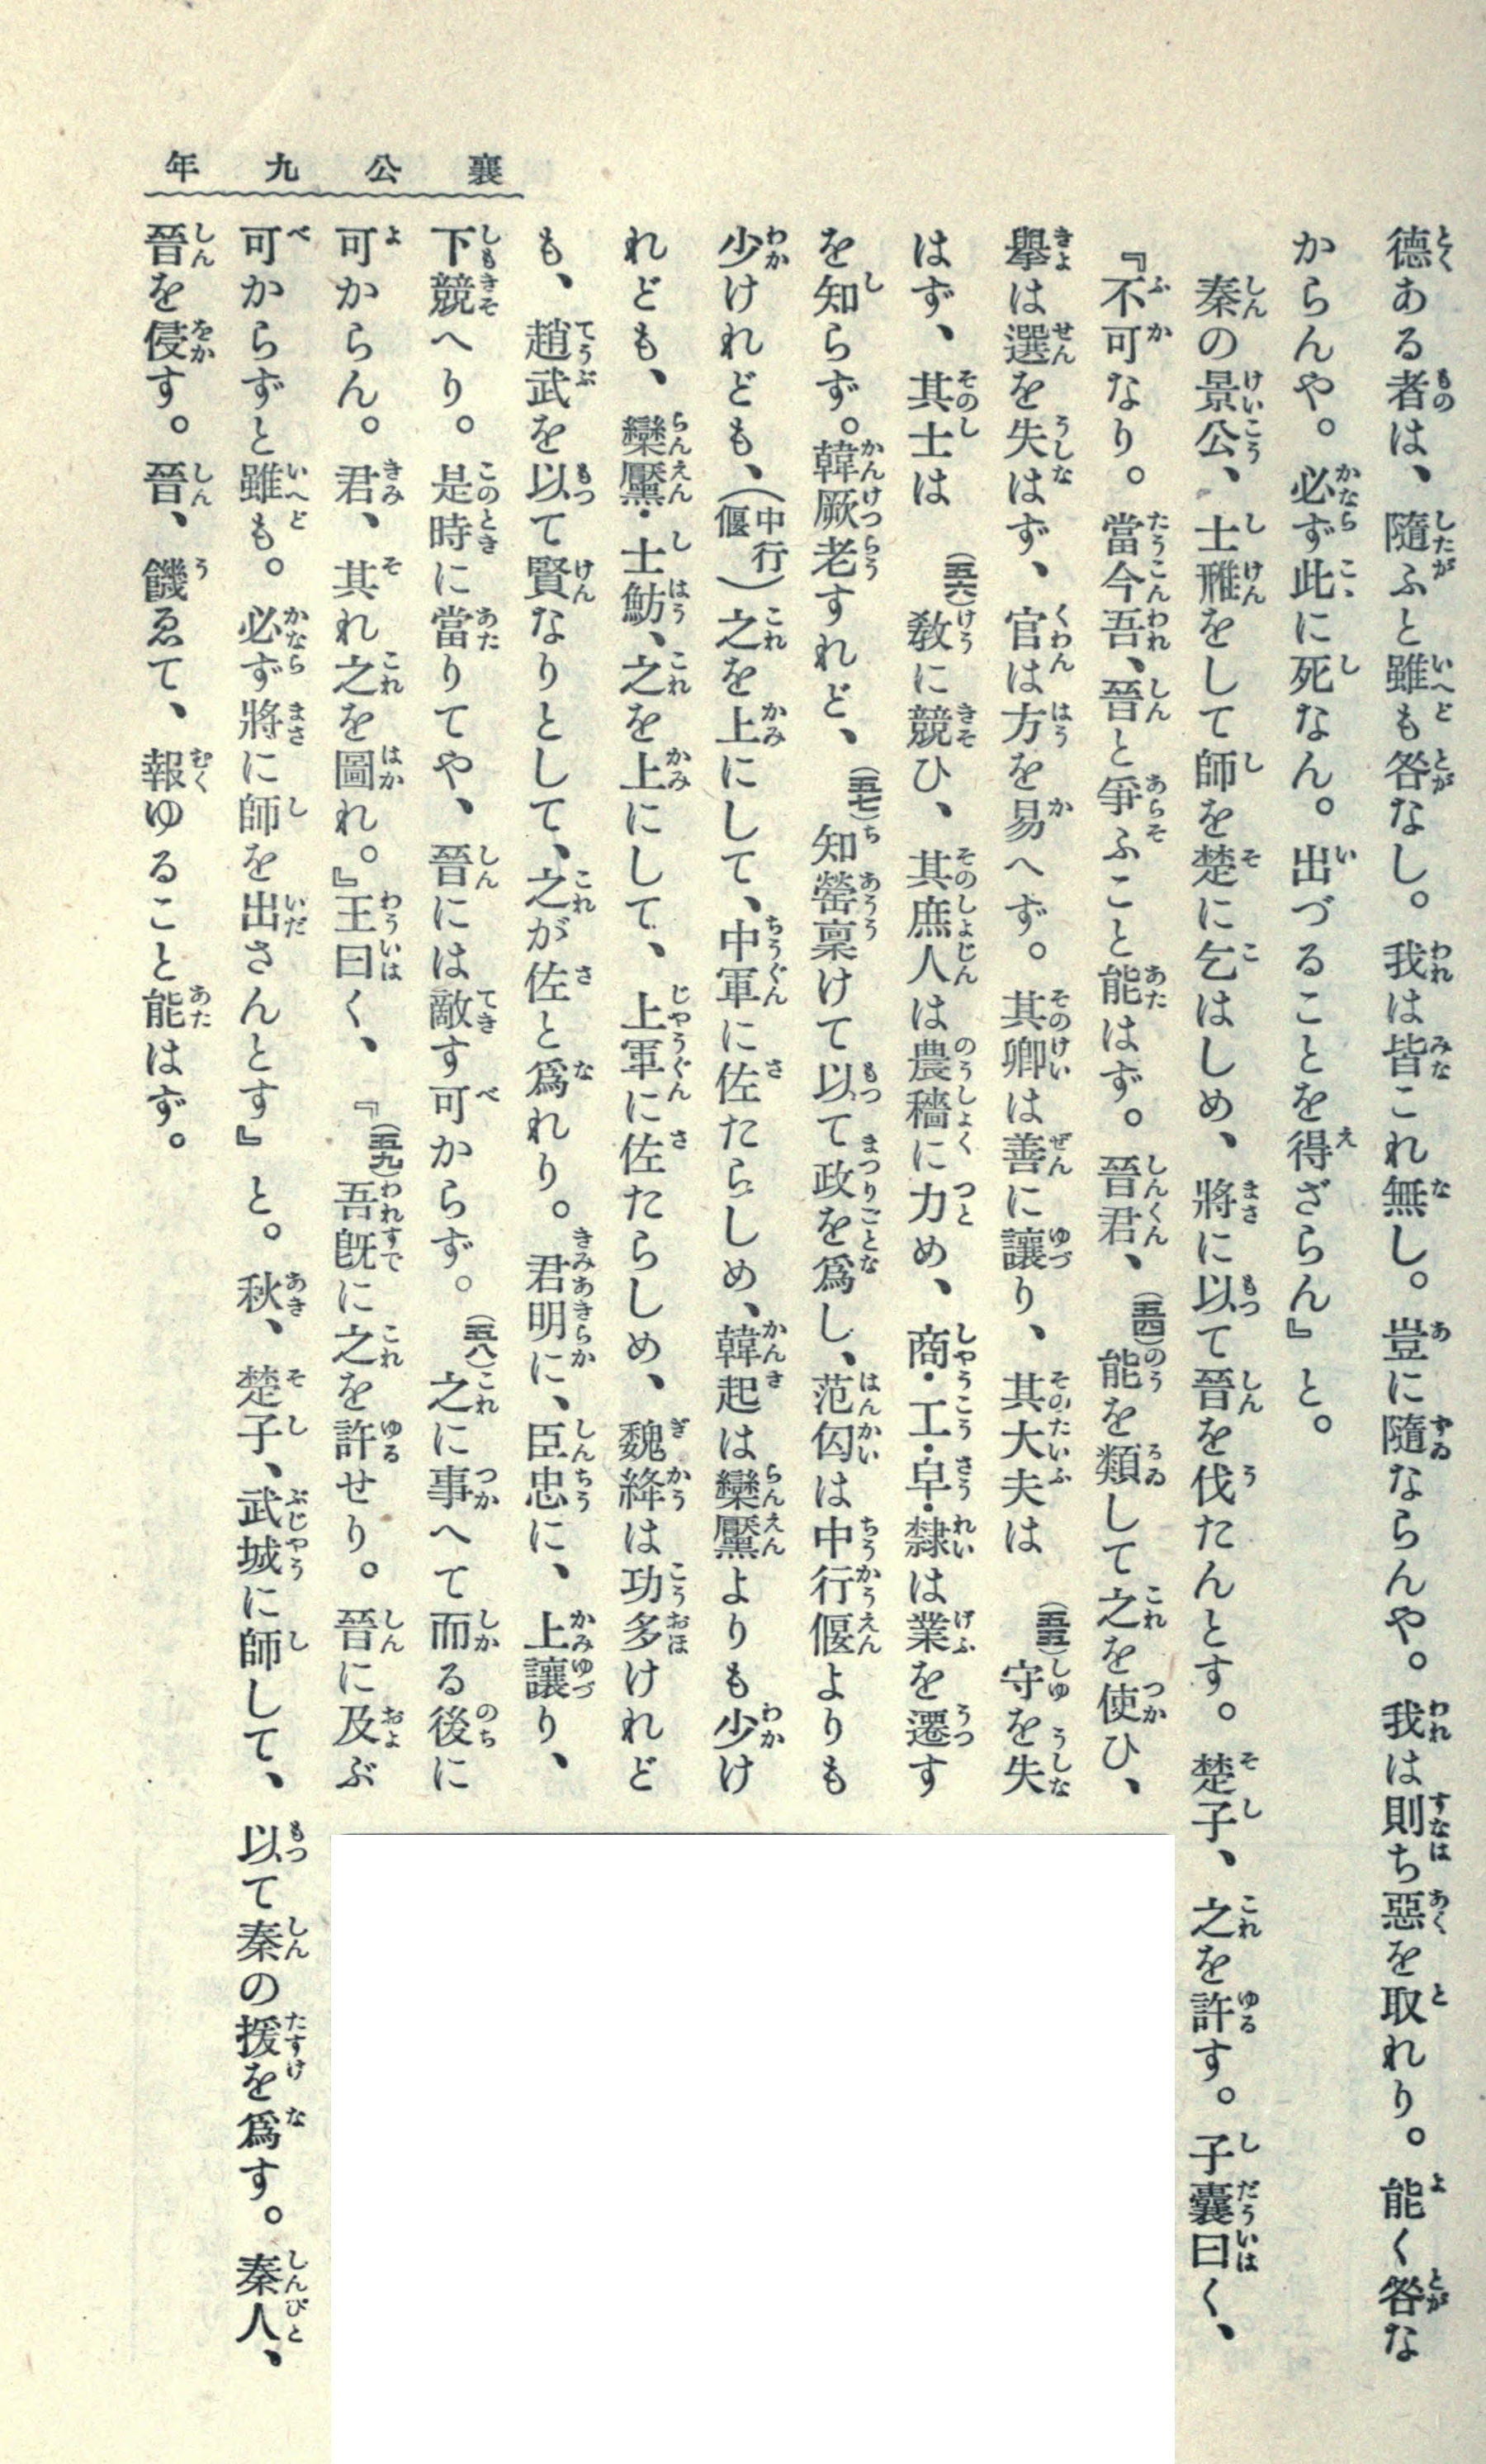 襄公九年
德ある者は、隨ふと雖も咎なし。我は皆これ無し。豈に隨ならんや。我は則ち惡を取れり。能く咎な
からんや。必ず此に死なん。出づることを得ざらん』と。
秦の景公、士雃をして師を楚に乞はしめ、將に以て晉を伐たんとす。楚子、之を許す。子囊曰く、
『不可なり。當今吾、晉と爭ふこと能はず。晉君、(五四)能を類して之を使ひ、
擧は選を失はず、官は方を易へず。其卿は善に讓り、其大夫は(五五)守を失
はず、其士は(五六)敎に競ひ、其庶人は農穡に力め、商・工・皁・隸は業を遷す
を知らず。韓厥老すれど、(五七)知罃稟けて以て政を爲し、范匄は中行偃よりも
少けれども、(中行偃)之を上にして、中軍に佐たらしめ、韓起は欒黶よりも少け
れども、欒黶・士魴、之を上にして、上軍に佐たらしめ、魏絳は功多けれど
も、趙武を以て賢なりとして、之が佐と爲れり。君明に、臣忠に、上讓り、
下競へり。是時に當りてや、晉には敵す可からず。(五八)之に事へて而る後に
可からん。君、其れ之を圖れ。』王曰く、『(五九)吾旣に之を許せり。晉に及ぶ
可からずと雖も。必ず將に師を出さんとす』と。秋、楚子、武城に師して、以て秦の援を爲す。秦人、
晉を侵す。晉、饑ゑて、報ゆること能はず。